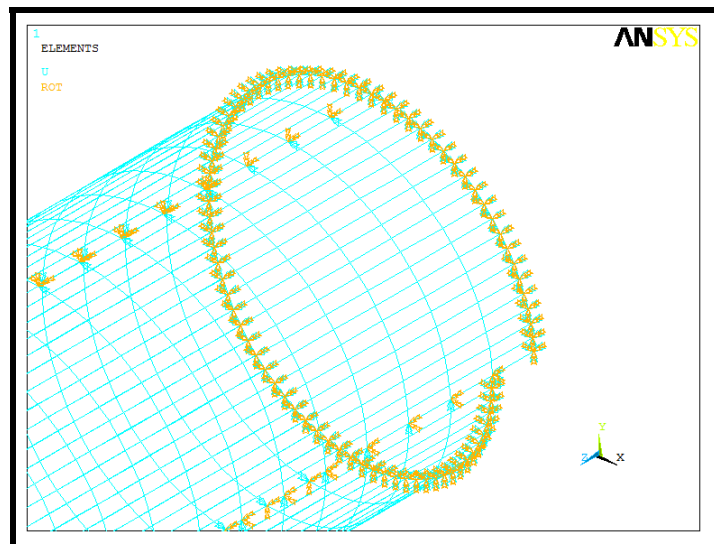 1
ELEMENTS
U
ROT
ANSYS
Y
Z X